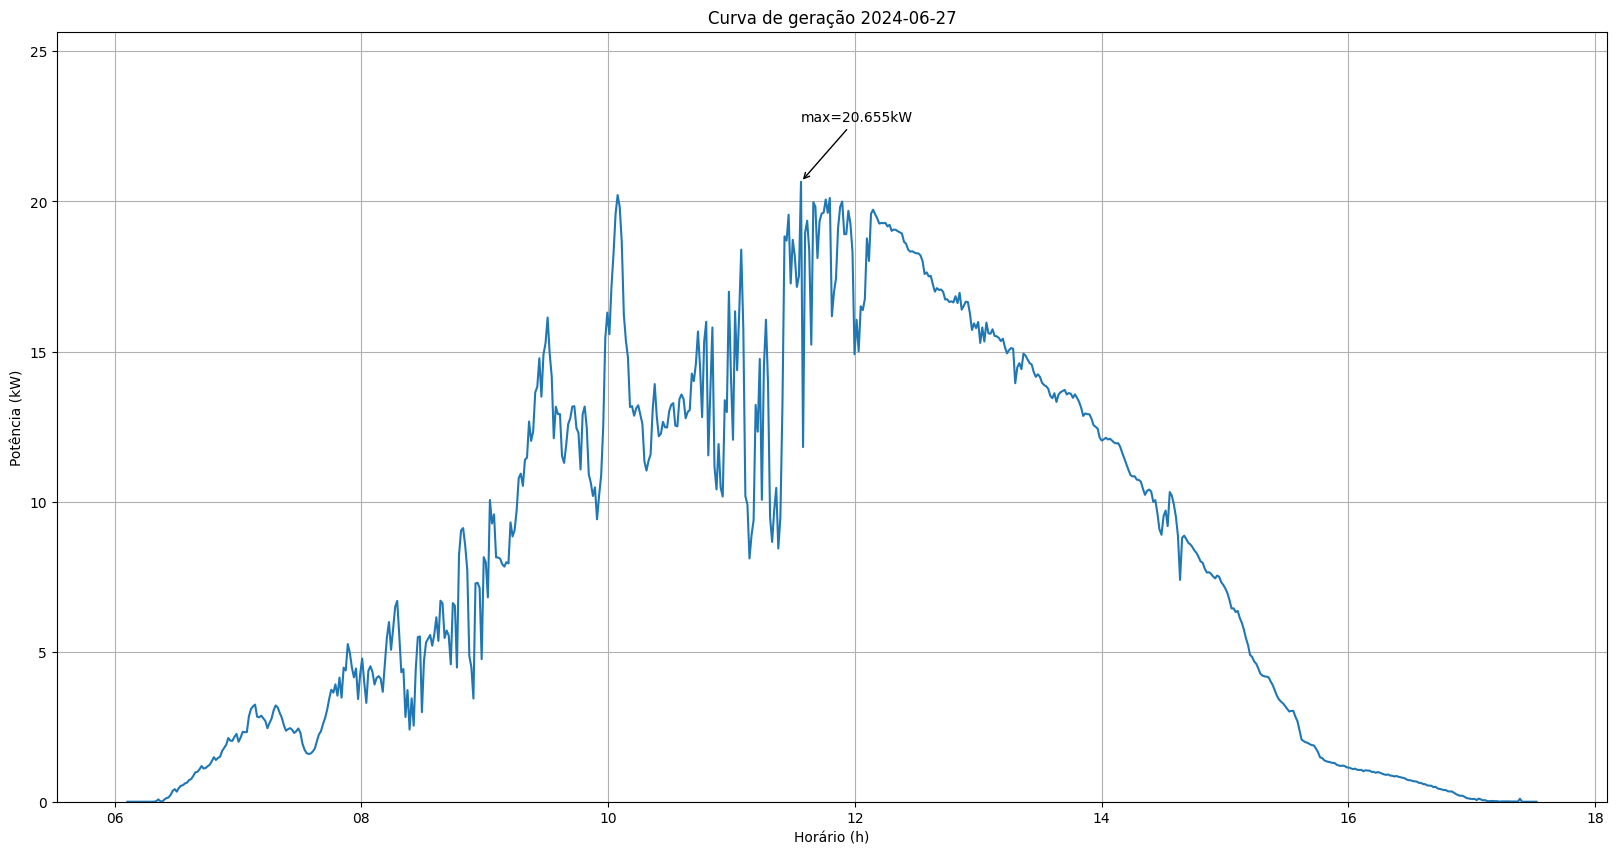 Curva de geração 2024-06-27
25
max=20.655kW
20
15
Potência (kW)
10
5
0
06 08 10 12 14 16 18
Horário (h)